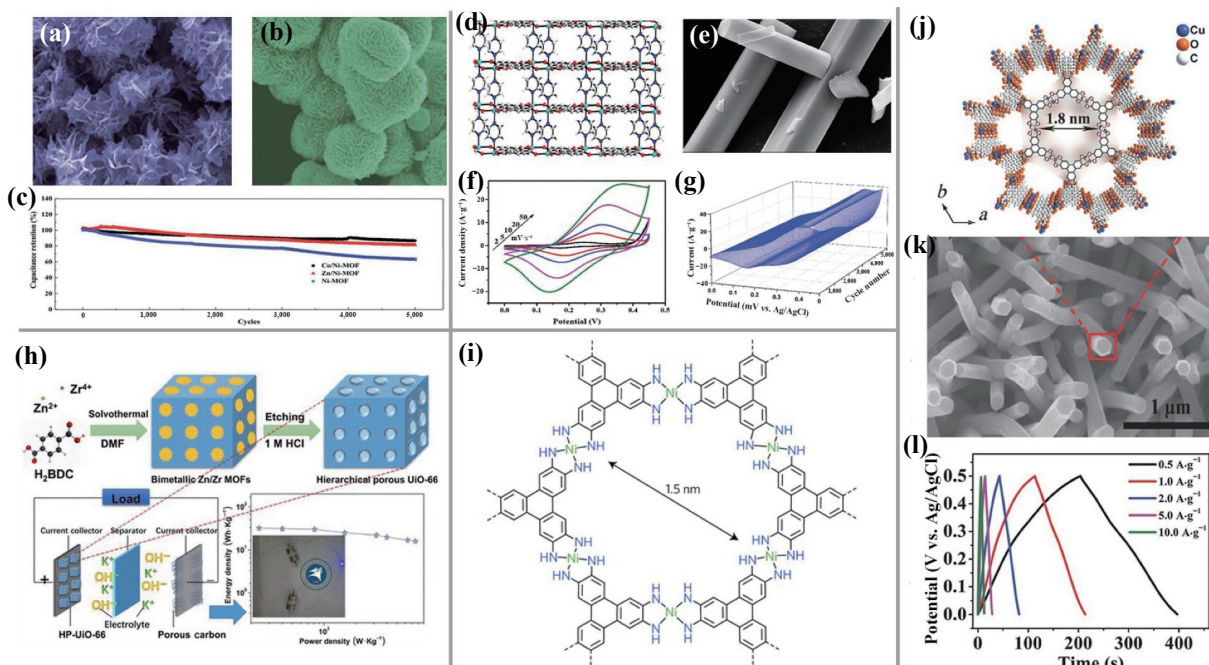 (a)
(b)
Capacitance retention (%)
140
120
100
80
60
40
20
0
Co/Ni-MOF
Zn/Ni-MOF
Ni-MOF
0
1,000
2,000
3,000
4,000
5,000
Cycles
(c)
(d)
(e)
(f)
Current density (A·g⁻¹)
30
20
10
0
−10
−20
2 5 10 20 50
mV·s⁻¹
0.0 0.1 0.2 0.3 0.4 0.5
Potential (V)
(g)
Current (A·g⁻¹)
40
20
0
−20
−40
0.0 0.1 0.2 0.3 0.4 0
Potential (mV vs. Ag/AgCl)
1,000
2,000
3,000
4,000
5,000
Cycle number
(h)
Zr⁴⁺
Zn²⁺
H₂BDC
Solvothermal
DMF
Bimetallic Zn/Zr MOFs
Etching
1 M HCl
Hierarchical porous UiO-66
Load
Current collector
Separator
Current collector
+
−
K⁺
OH⁻
K⁺
OH⁻
K⁺
OH⁻
K⁺
OH⁻
K⁺
HP-UiO-66
Electrolyte
Porous carbon
Energy density (Wh·Kg⁻¹)
Power density (W·Kg⁻¹)
(i)
1.5 nm
Ni
NH
NH
H
N
(j)
Cu
O
C
1.8 nm
b
a
(k)
1 μm
(l)
Potential (V vs. Ag/AgCl)
0.5
0.4
0.3
0.2
0.1
0.0
0.5 A·g⁻¹
1.0 A·g⁻¹
2.0 A·g⁻¹
5.0 A·g⁻¹
10.0 A·g⁻¹
0 100 200 300 400
Time (s)